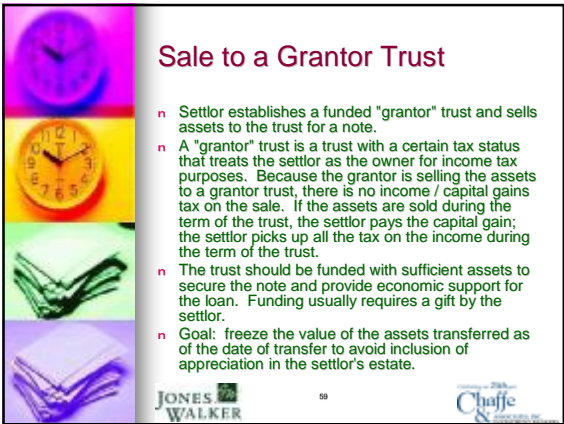 Sale to a Grantor Trust
n Settlor establishes a funded "grantor" trust and sells
assets to the trust for a note.
n A "grantor" trust is a trust with a certain tax status
that treats the settlor as the owner for income tax
purposes. Because the grantor is selling the assets
to a grantor trust, there is no income / capital gains
tax on the sale. If the assets are sold during the
term of the trust, the settlor pays the capital gain;
the settlor picks up all the tax on the income during
the term of the trust.
n The trust should be funded with sufficient assets to
secure the note and provide economic support for
the loan. Funding usually requires a gift by the
settlor.
n Goal: freeze the value of the assets transferred as
of the date of transfer to avoid inclusion of
appreciation in the settlor's estate.
JONES
WALKER
59
Chaffe
&